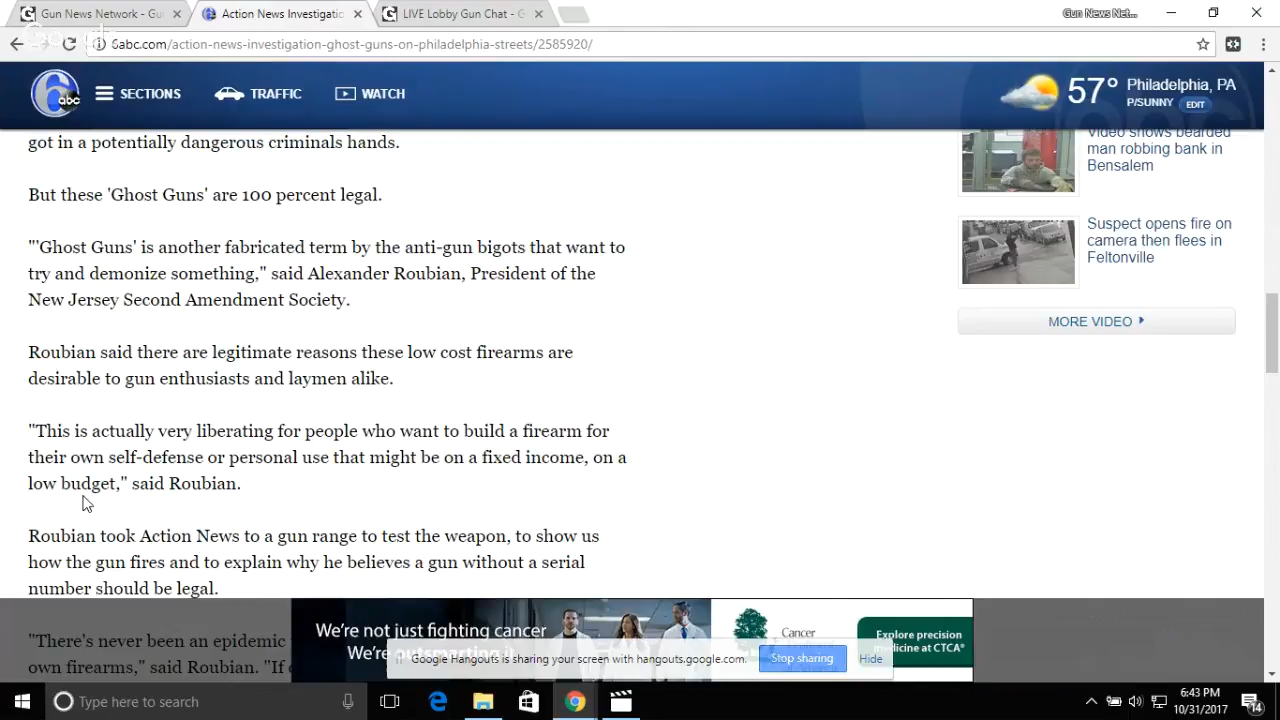 Gun News Network - Gu
Action News Investigatio
LIVE Lobby Gun Chat - G
Gun News Net...
6abc.com/action-news-investigation-ghost-guns-on-philadelphia-streets/2585920/
6 abc
SECTIONS
TRAFFIC
WATCH
57°
Philadelphia, PA
P/SUNNY
EDIT
got in a potentially dangerous criminals hands.
But these 'Ghost Guns' are 100 percent legal.
"'Ghost Guns' is another fabricated term by the anti-gun bigots that want to
try and demonize something," said Alexander Roubian, President of the
New Jersey Second Amendment Society.
Roubian said there are legitimate reasons these low cost firearms are
desirable to gun enthusiasts and laymen alike.
"This is actually very liberating for people who want to build a firearm for
their own self-defense or personal use that might be on a fixed income, on a
low budget," said Roubian.
Roubian took Action News to a gun range to test the weapon, to show us
how the gun fires and to explain why he believes a gun without a serial
number should be legal.
"There's never been an epidemic
own firearms," said Roubian. "If
Video shows bearded
man robbing bank in
Bensalem
Suspect opens fire on
camera then flees in
Feltonville
MORE VIDEO
We're not just fighting cancer
We're outsmarting
Cancer
Explore precision
medicine at CTCA®
Google Hangouts is sharing your screen with hangouts.google.com.
Stop sharing
Hide
Type here to search
6:43 PM
10/31/2017
14